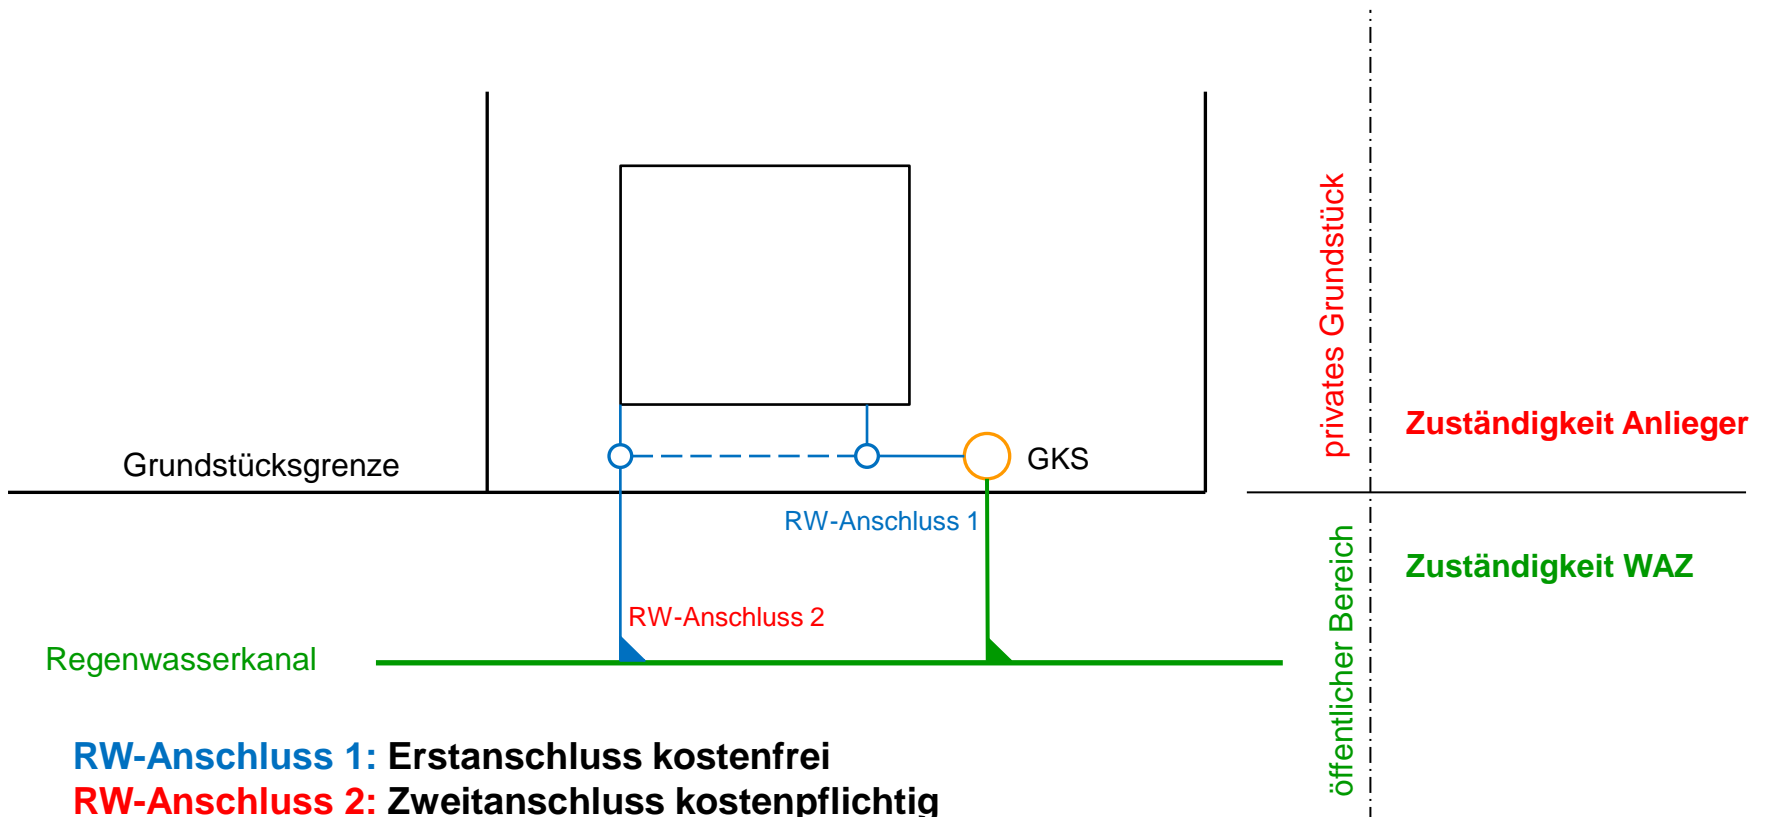 privates Grundstück
Zuständigkeit Anlieger
Grundstücksgrenze
GKS
RW-Anschluss 1
öffentlicher Bereich
Zuständigkeit WAZ
RW-Anschluss 2
Regenwasserkanal
RW-Anschluss 1: Erstanschluss kostenfrei
RW-Anschluss 2: Zweitanschluss kostenpflichtig